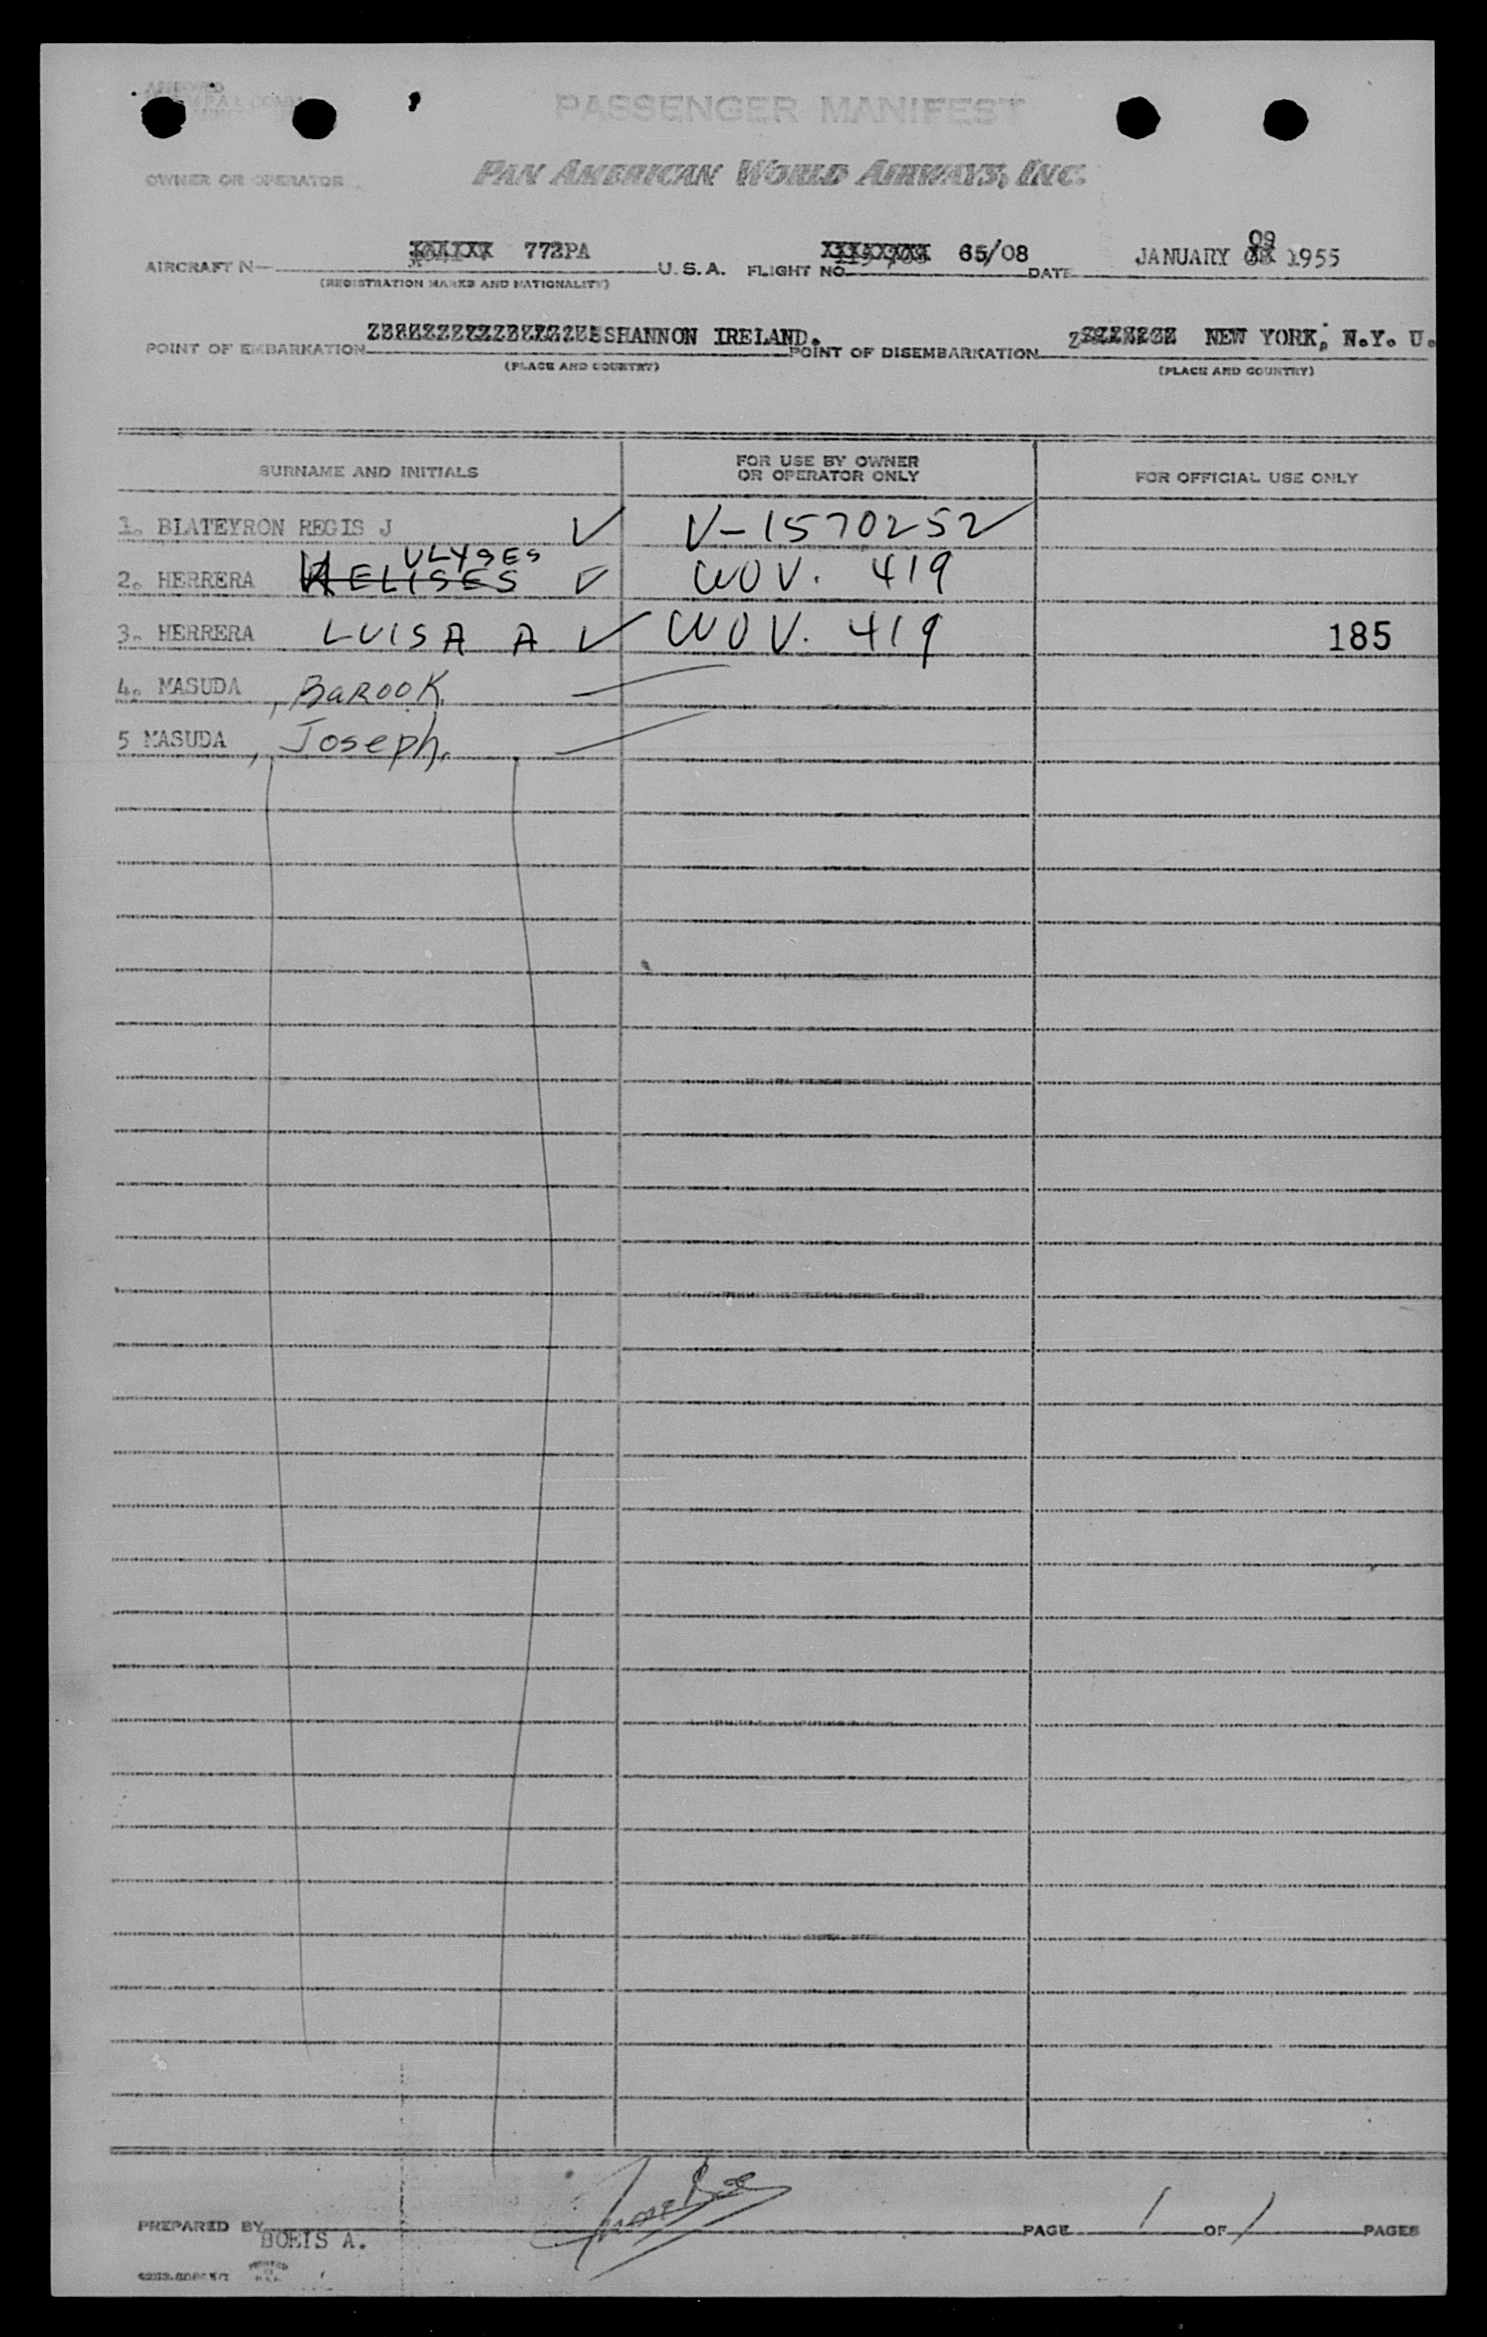 PASSENGER MANIFEST
OWNER OR OPERATOR
PAN AMERICAN WORLD AIRWAYS, INC.
AIRCRAFT N— 772PA U.S.A. FLIGHT NO. 65/08 DATE JANUARY 09 1955
(REGISTRATION MARKS AND NATIONALITY)
POINT OF EMBARKATION SHANNON IRELAND. POINT OF DISEMBARKATION NEW YORK, N.Y. U.
(PLACE AND COUNTRY) (PLACE AND COUNTRY)
SURNAME AND INITIALS
FOR USE BY OWNER
OR OPERATOR ONLY
FOR OFFICIAL USE ONLY
1. BLATEYRON REGIS J ✓ V-1570252
ULYSES
2. HERRERA ELISES ✓ WOV. 419
3. HERRERA LUISA A ✓ WOV. 419 185
4. MASUDA, BAROOK.
5 MASUDA, Joseph.
PREPARED BY BORIS A. PAGE 1 OF 1 PAGES
PRINTED
IN
U.S.A.